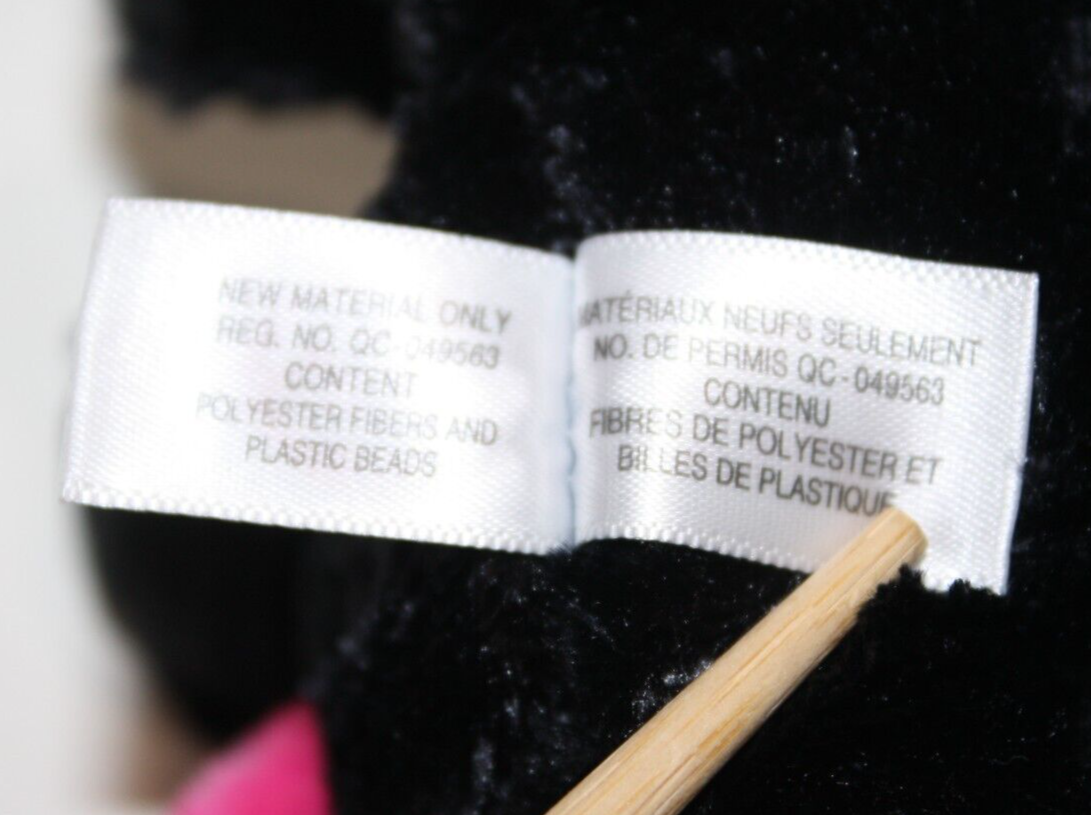 NEW MATERIAL ONLY
REG. NO. QC-049563
CONTENT
POLYESTER FIBERS AND
PLASTIC BEADS
MATÉRIAUX NEUFS SEULEMENT
NO. DE PERMIS QC-049563
CONTENU
FIBRES DE POLYESTER ET
BILLES DE PLASTIQUE